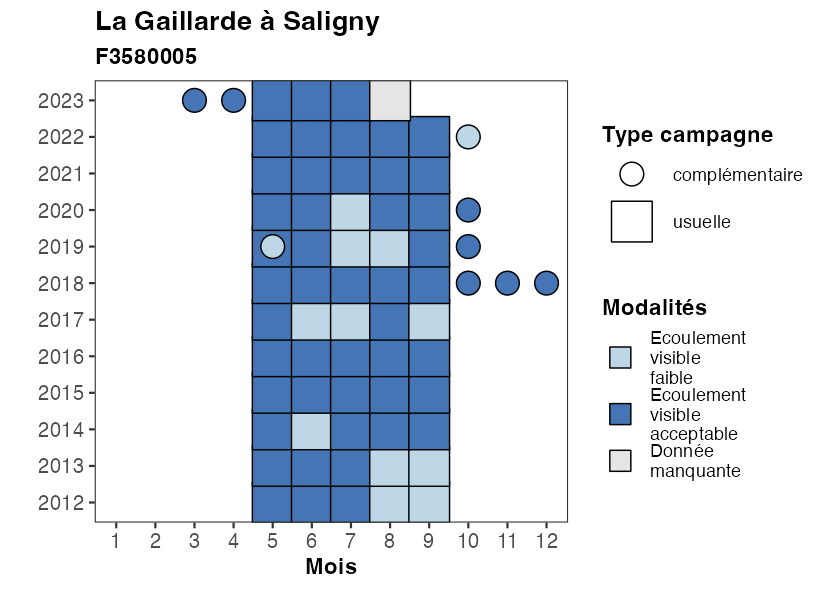 La Gaillarde à Saligny
F3580005
2023
2022
2021
2020
2019
2018
2017
2016
2015
2014
2013
2012
1 2 3 4 5 6 7 8 9 10 11 12
Mois
Type campagne
complémentaire
usuelle
Modalités
Ecoulement
visible
faible
Ecoulement
visible
acceptable
Donnée
manquante